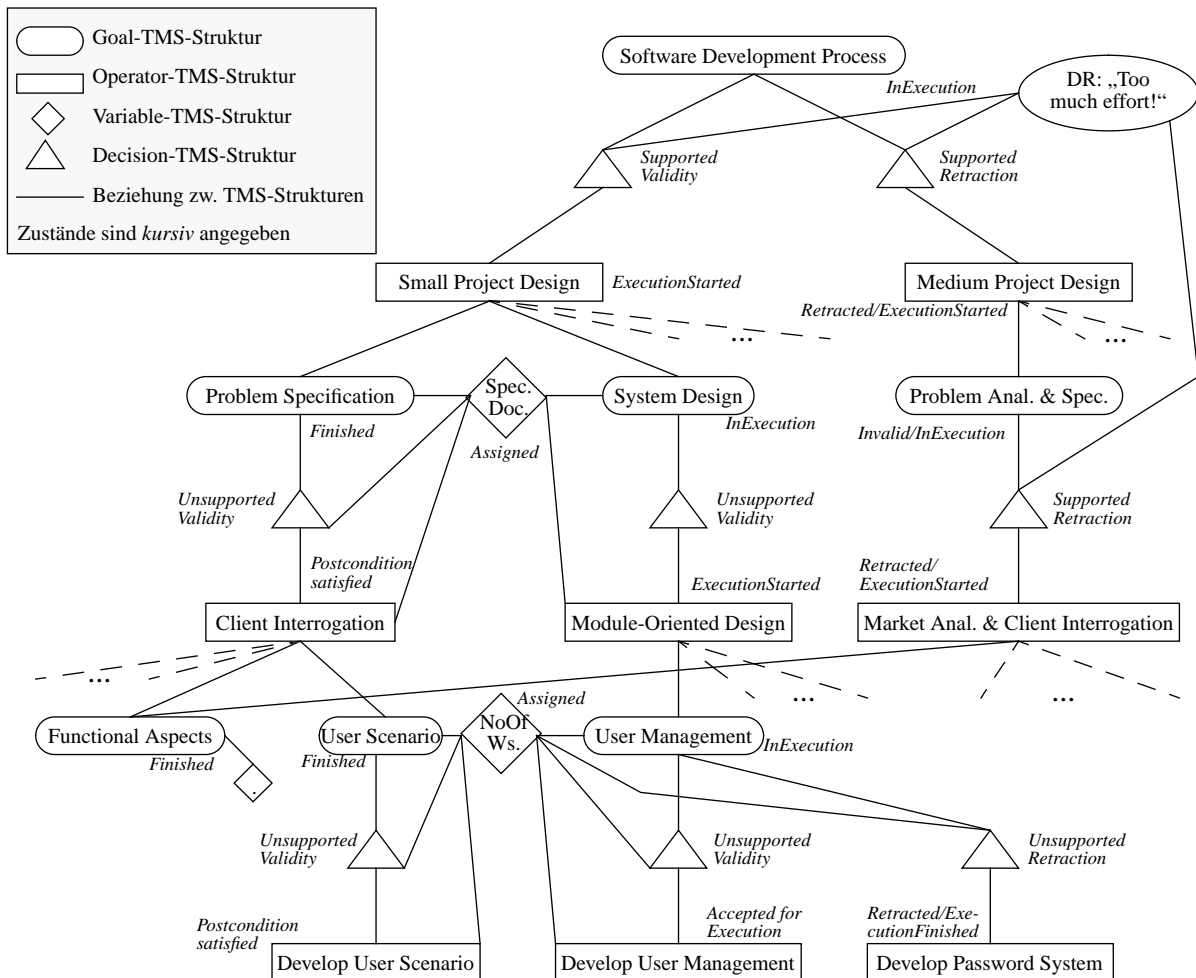 Goal-TMS-Struktur
Operator-TMS-Struktur
Variable-TMS-Struktur
Decision-TMS-Struktur
Beziehung zw. TMS-Strukturen
Zustände sind kursiv angegeben
Software Development Process
InExecution
DR: „Too
much effort!“
Supported
Validity
Supported
Retraction
Small Project Design
ExecutionStarted
Medium Project Design
Retracted/ExecutionStarted
...
...
Problem Specification
Finished
Spec.
Doc.
Assigned
System Design
InExecution
Problem Anal. & Spec.
Invalid/InExecution
Unsupported
Validity
Unsupported
Validity
Supported
Retraction
Postcondition
satisfied
ExecutionStarted
Retracted/
ExecutionStarted
Client Interrogation
Module-Oriented Design
Market Anal. & Client Interrogation
...
...
...
Functional Aspects
Finished
.
User Scenario
Finished
Assigned
NoOf
Ws.
User Management
InExecution
Unsupported
Validity
Unsupported
Validity
Unsupported
Retraction
Postcondition
satisfied
Accepted for
Execution
Retracted/Exe-
cutionFinished
Develop User Scenario
Develop User Management
Develop Password System